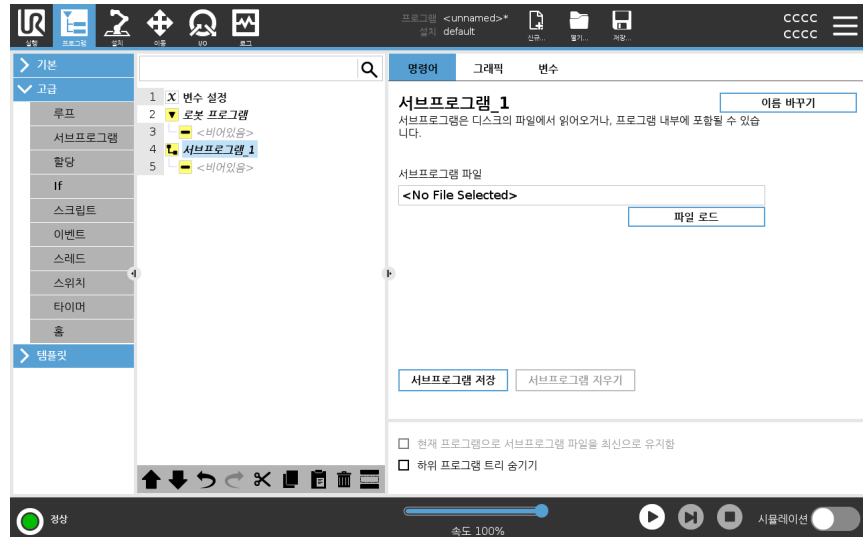 UR
실행
프로그램
설치
이동
I/O
로그
프로그램 <unnamed>*
설치 default
신규...
열기...
저장...
cccc
cccc
기본
고급
루프
서브프로그램
할당
If
스크립트
이벤트
스레드
스위치
타이머
홈
템플릿
1 X 변수 설정
2 로봇 프로그램
3 <비어있음>
4 서브프로그램_1
5 <비어있음>
명령어 그래픽 변수
서브프로그램_1
이름 바꾸기
서브프로그램은 디스크의 파일에서 읽어오거나, 프로그램 내부에 포함될 수 있습
니다.
서브프로그램 파일
<No File Selected>
파일 로드
서브프로그램 저장
서브프로그램 지우기
현재 프로그램으로 서브프로그램 파일을 최신으로 유지함
하위 프로그램 트리 숨기기
정상
속도 100%
시뮬레이션